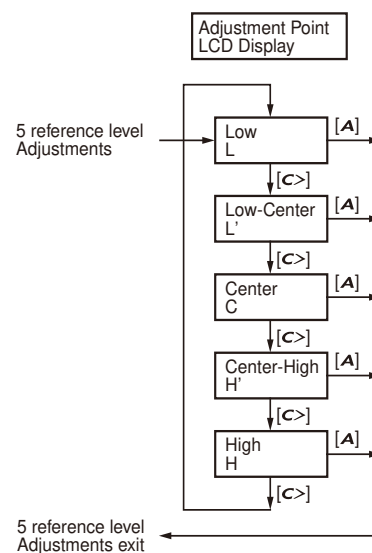 Adjustment Point
LCD Display
5 reference level
Adjustments
Low
L
[A]
[C>]
Low-Center
L'
[A]
[C>]
Center
C
[A]
[C>]
Center-High
H'
[A]
[C>]
High
H
[A]
[C>]
5 reference level
Adjustments exit